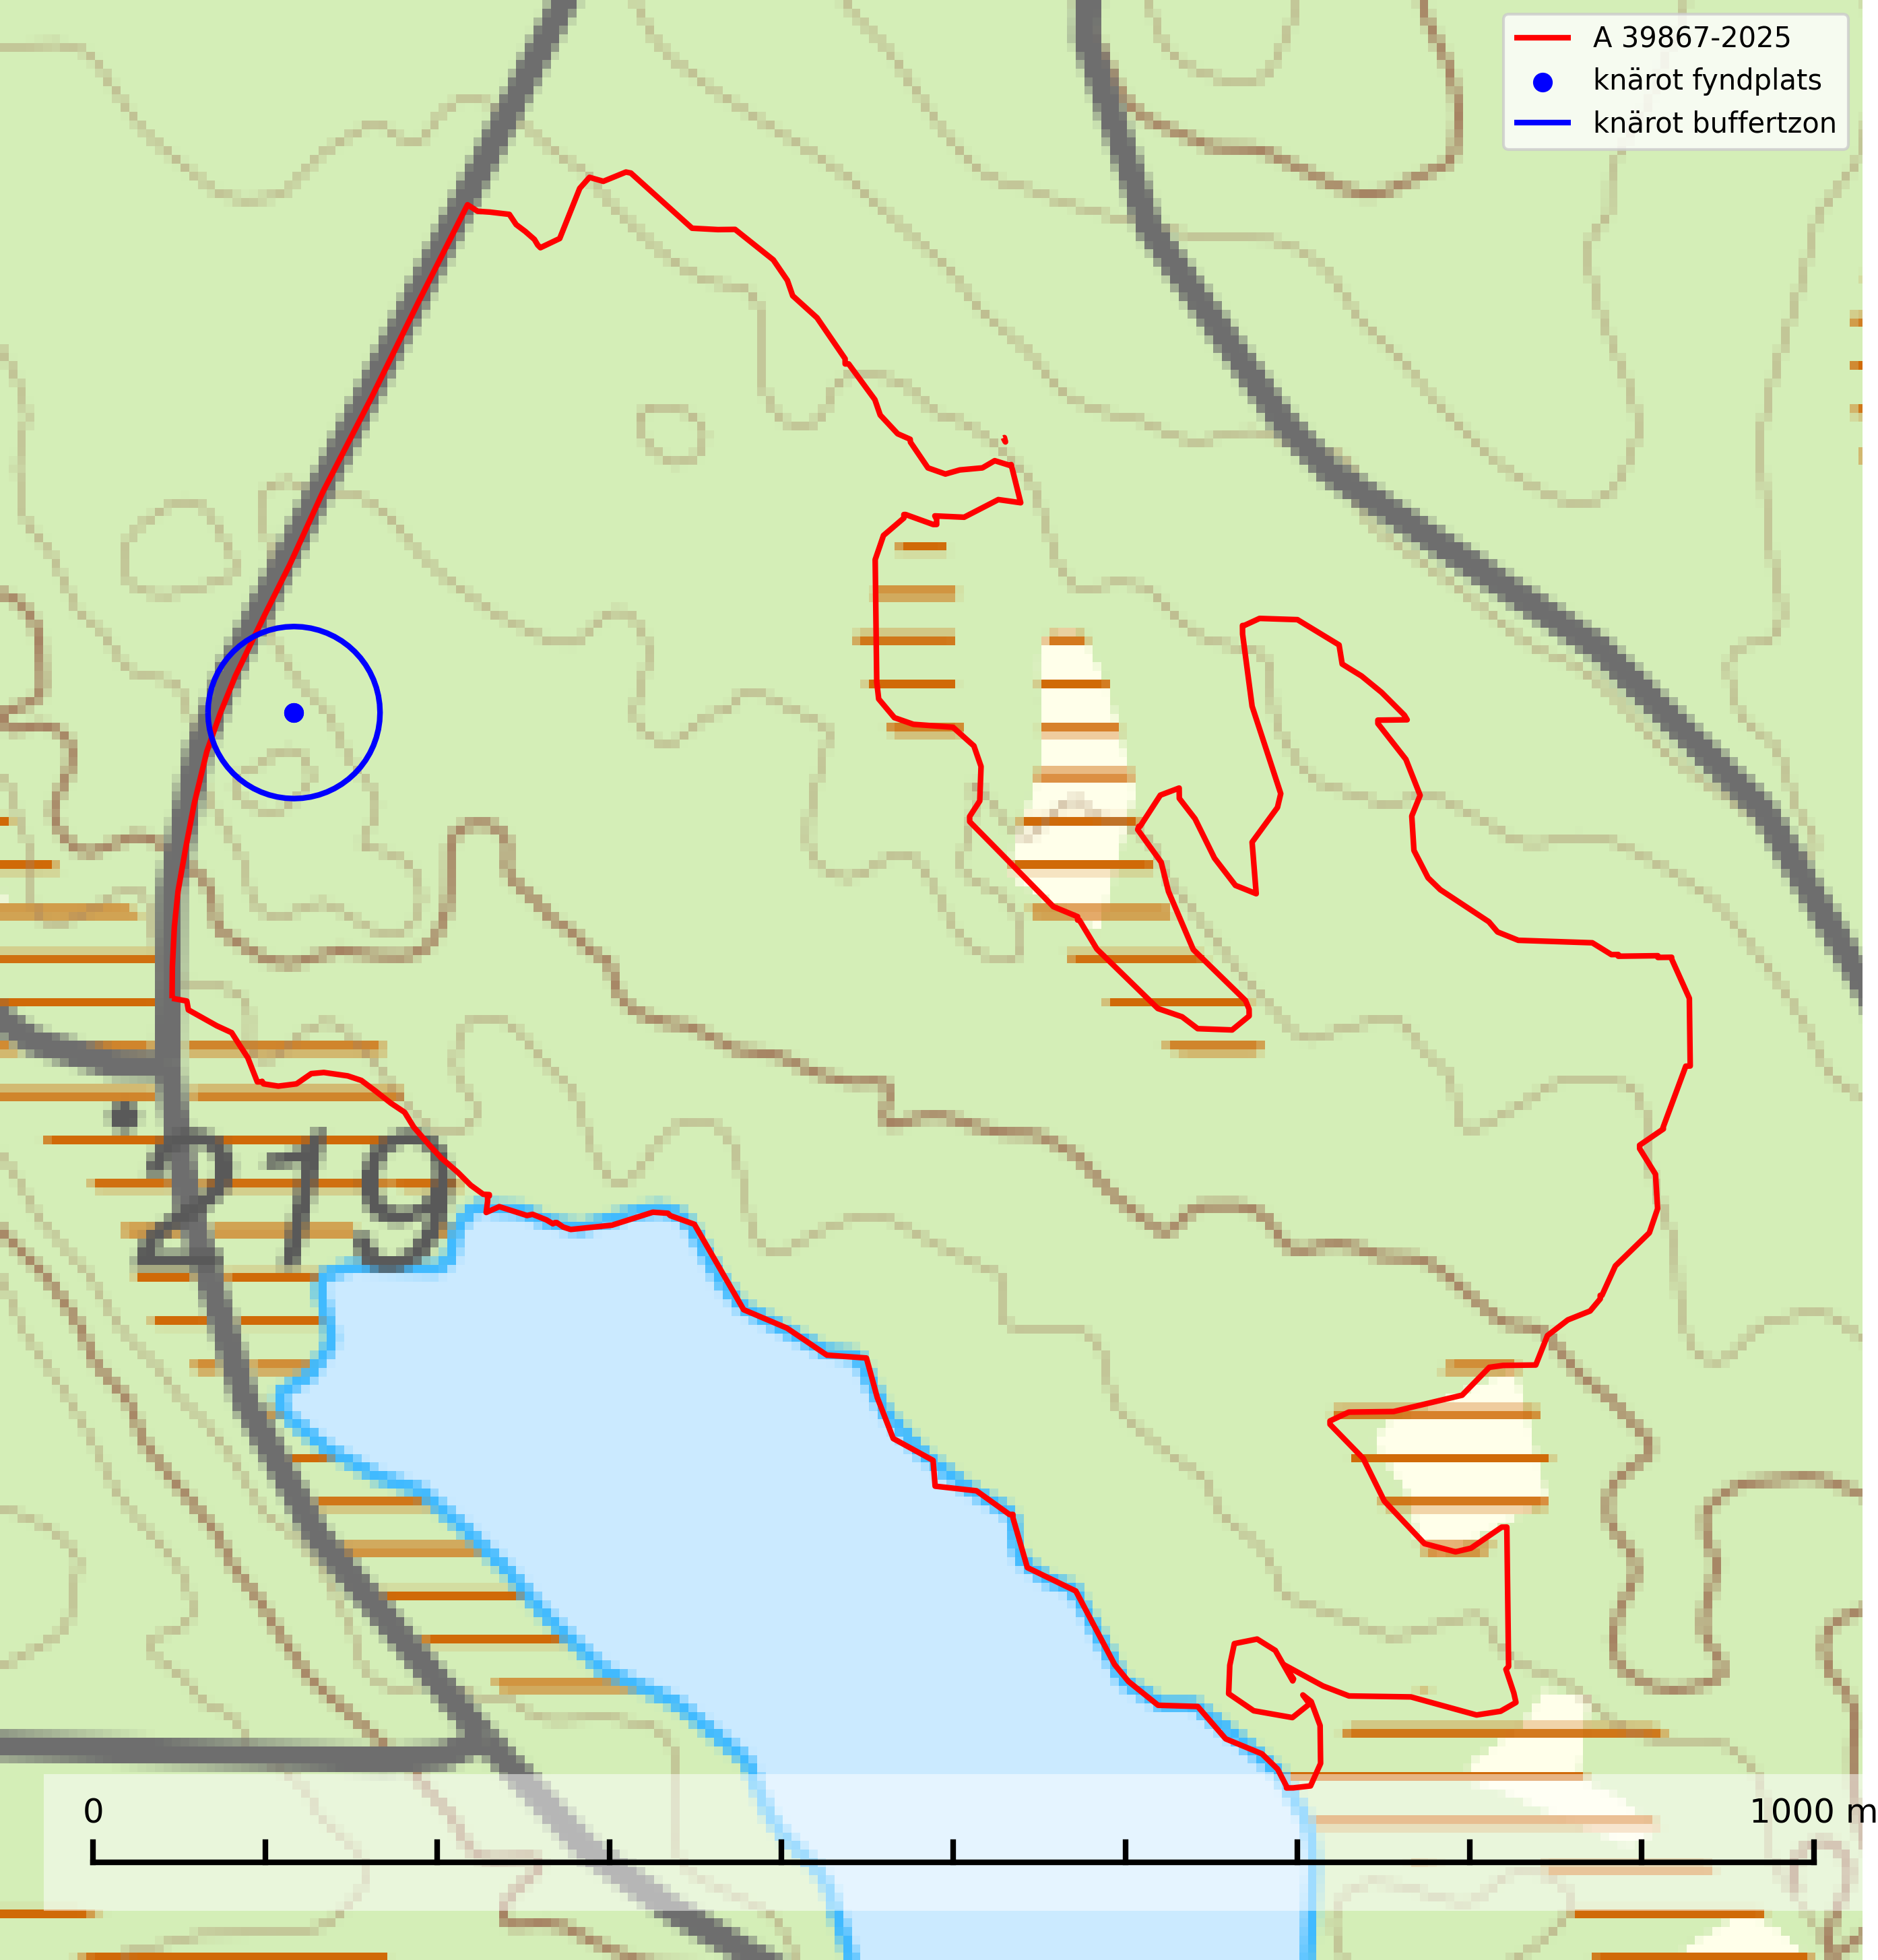 A 39867-2025
knärot fyndplats
knärot buffertzon
219
0
1000 m